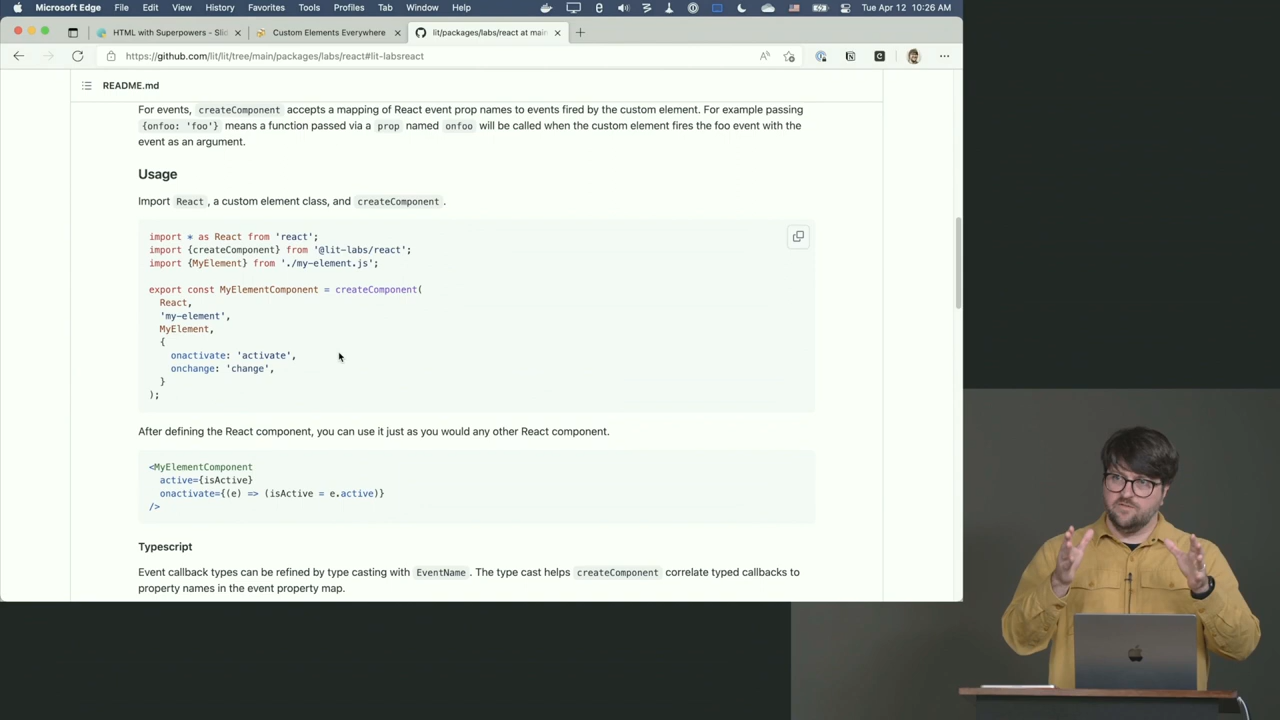 Microsoft Edge File Edit View History Favorites Tools Profiles Tab Window Help Tue Apr 12 10:26 AM
HTML with Superpowers - Slid Custom Elements Everywhere lit/packages/labs/react at main
https://github.com/lit/lit/tree/main/packages/labs/react#lit-labsreact
README.md
For events, createComponent accepts a mapping of React event prop names to events fired by the custom element. For example passing
{onfoo: 'foo'} means a function passed via a prop named onfoo will be called when the custom element fires the foo event with the
event as an argument.
Usage
Import React, a custom element class, and createComponent.
import * as React from 'react';
import {createComponent} from '@lit-labs/react';
import {MyElement} from './my-element.js';
export const MyElementComponent = createComponent(
React,
'my-element',
MyElement,
{
onactivate: 'activate',
onchange: 'change',
}
);
After defining the React component, you can use it just as you would any other React component.
<MyElementComponent
active={isActive}
onactivate={(e) => (isActive = e.active)}
/>
Typescript
Event callback types can be refined by type casting with EventName. The type cast helps createComponent correlate typed callbacks to
property names in the event property map.